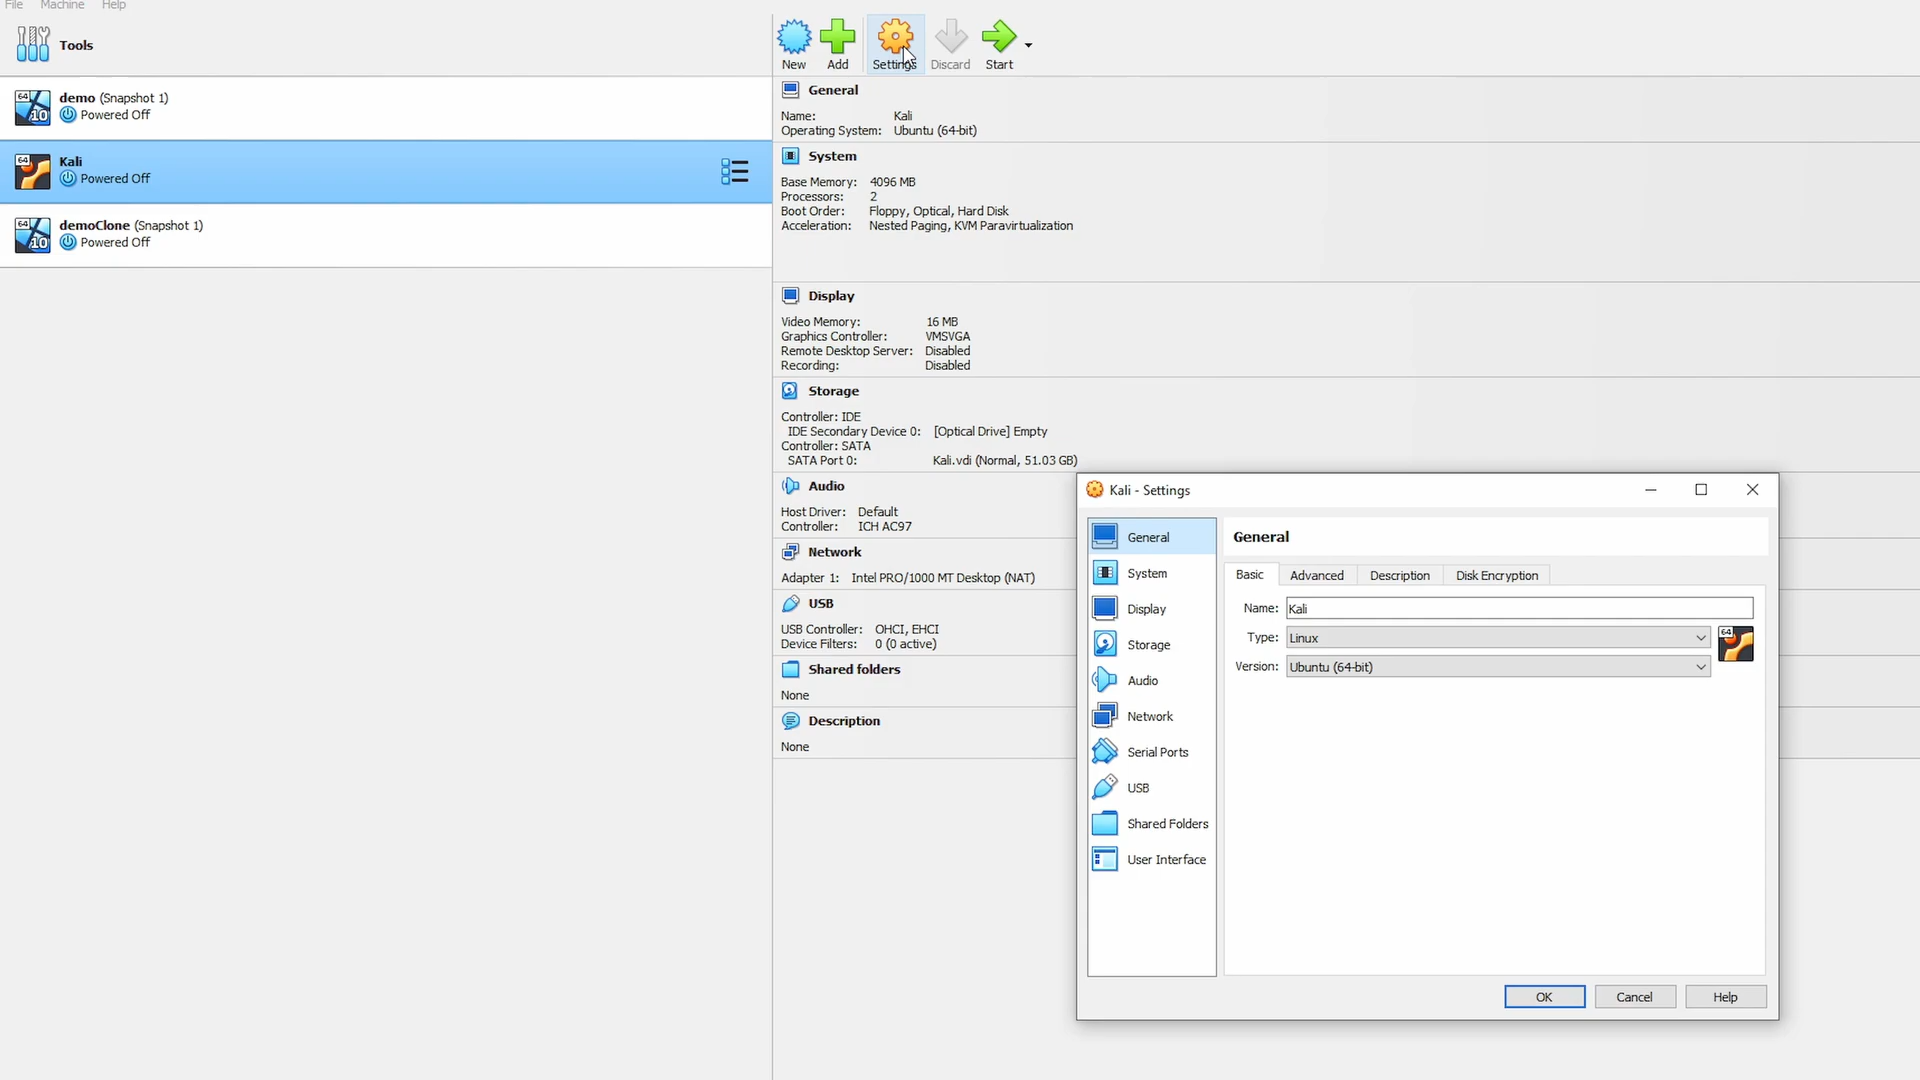 File Machine Help
Tools
New Add Settings Discard Start
64
10
demo (Snapshot 1)
Powered Off
64
Kali
Powered Off
64
10
demoClone (Snapshot 1)
Powered Off
General
Name: Kali
Operating System: Ubuntu (64-bit)
System
Base Memory: 4096 MB
Processors: 2
Boot Order: Floppy, Optical, Hard Disk
Acceleration: Nested Paging, KVM Paravirtualization
Display
Video Memory: 16 MB
Graphics Controller: VMSVGA
Remote Desktop Server: Disabled
Recording: Disabled
Storage
Controller: IDE
IDE Secondary Device 0: [Optical Drive] Empty
Controller: SATA
SATA Port 0: Kali.vdi (Normal, 51.03 GB)
Audio
Host Driver: Default
Controller: ICH AC97
Network
Adapter 1: Intel PRO/1000 MT Desktop (NAT)
USB
USB Controller: OHCI, EHCI
Device Filters: 0 (0 active)
Shared folders
None
Description
None
Kali - Settings
General
System
Display
Storage
Audio
Network
Serial Ports
USB
Shared Folders
User Interface
General
Basic Advanced Description Disk Encryption
Name: Kali
Type: Linux
64
Version: Ubuntu (64-bit)
OK Cancel Help